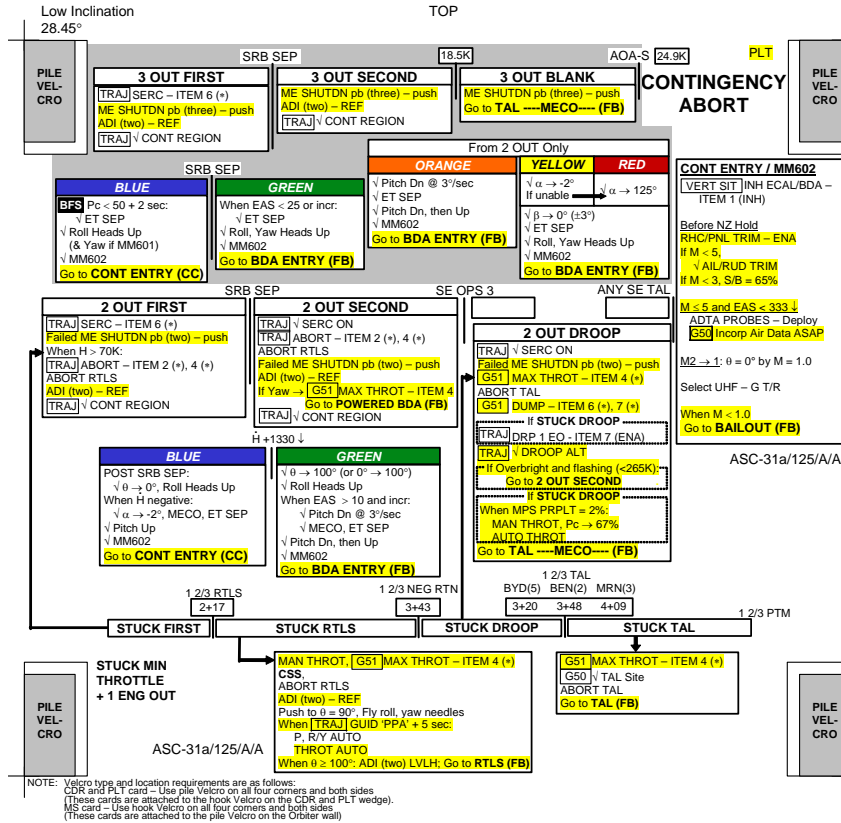 Low Inclination
28.45°
TOP
SRB SEP
18.5K
AOA-S
24.9K
PLT
PILE
VEL-
CRO
PILE
VEL-
CRO
CONTINGENCY
ABORT
3 OUT FIRST
TRAJ SERC – ITEM 6 (*)
ME SHUTDN pb (three) – push
ADI (two) – REF
TRAJ √ CONT REGION
3 OUT SECOND
ME SHUTDN pb (three) – push
ADI (two) – REF
TRAJ √ CONT REGION
3 OUT BLANK
ME SHUTDN pb (three) – push
Go to TAL ----MECO---- (FB)
SRB SEP
BLUE
BFS Pc < 50 + 2 sec:
√ ET SEP
√ Roll Heads Up
(& Yaw if MM601)
√ MM602
Go to CONT ENTRY (CC)
GREEN
When EAS < 25 or incr:
√ ET SEP
√ Roll, Yaw Heads Up
√ MM602
Go to BDA ENTRY (FB)
From 2 OUT Only
ORANGE
√ Pitch Dn @ 3°/sec
√ ET SEP
√ Pitch Dn, then Up
√ MM602
Go to BDA ENTRY (FB)
YELLOW
RED
√ α → -2°
If unable
√ α → 125°
√ β → 0° (±3°)
√ ET SEP
√ Roll, Yaw Heads Up
√ MM602
Go to BDA ENTRY (FB)
CONT ENTRY / MM602
VERT SIT INH ECAL/BDA –
ITEM 1 (INH)
Before NZ Hold
RHC/PNL TRIM – ENA
If M < 5,
√ AIL/RUD TRIM
If M < 3, S/B = 65%
M ≤ 5 and EAS < 333 ↓
ADTA PROBES – Deploy
G50 Incorp Air Data ASAP
M2 → 1: θ = 0° by M = 1.0
Select UHF – G T/R
When M < 1.0
Go to BAILOUT (FB)
ASC-31a/125/A/A
SRB SEP
SE OPS 3
ANY SE TAL
2 OUT FIRST
TRAJ SERC – ITEM 6 (*)
Failed ME SHUTDN pb (two) – push
When H > 70K:
TRAJ ABORT – ITEM 2 (*), 4 (*)
ABORT RTLS
ADI (two) – REF
TRAJ √ CONT REGION
2 OUT SECOND
TRAJ √ SERC ON
TRAJ ABORT – ITEM 2 (*), 4 (*)
ABORT RTLS
Failed ME SHUTDN pb (two) – push
ADI (two) – REF
If Yaw → G51 MAX THROT – ITEM 4
Go to POWERED BDA (FB)
TRAJ √ CONT REGION
2 OUT DROOP
TRAJ √ SERC ON
Failed ME SHUTDN pb (two) – push
G51 MAX THROT – ITEM 4 (*)
ABORT TAL
G51 DUMP – ITEM 6 (*), 7 (*)
If STUCK DROOP
TRAJ DRP 1 EO - ITEM 7 (ENA)
TRAJ √ DROOP ALT
If Overbright and flashing (<265K):
Go to 2 OUT SECOND
If STUCK DROOP
When MPS PRPLT = 2%:
MAN THROT, Pc → 67%
AUTO THROT
Go to TAL ----MECO---- (FB)
Ḣ +1330 ↓
BLUE
POST SRB SEP:
√ θ → 0°, Roll Heads Up
When Ḣ negative:
√ α → -2°, MECO, ET SEP
√ Pitch Up
√ MM602
Go to CONT ENTRY (CC)
GREEN
√ θ → 100° (or 0° → 100°)
√ Roll Heads Up
When EAS > 10 and incr:
√ Pitch Dn @ 3°/sec
√ MECO, ET SEP
√ Pitch Dn, then Up
√ MM602
Go to BDA ENTRY (FB)
1 2/3 RTLS
2+17
1 2/3 NEG RTN
3+43
1 2/3 TAL
BYD(5) BEN(2) MRN(3)
3+20 3+48 4+09
1 2/3 PTM
STUCK FIRST
STUCK RTLS
STUCK DROOP
STUCK TAL
STUCK MIN
THROTTLE
+ 1 ENG OUT
MAN THROT, G51 MAX THROT – ITEM 4 (*)
CSS,
ABORT RTLS
ADI (two) – REF
Push to θ = 90°, Fly roll, yaw needles
When TRAJ GUID 'PPA' + 5 sec:
P, R/Y AUTO
THROT AUTO
When θ ≥ 100°: ADI (two) LVLH; Go to RTLS (FB)
G51 MAX THROT – ITEM 4 (*)
G50 √ TAL Site
ABORT TAL
Go to TAL (FB)
PILE
VEL-
CRO
PILE
VEL-
CRO
ASC-31a/125/A/A
NOTE: Velcro type and location requirements are as follows:
CDR and PLT card – Use pile Velcro on all four corners and both sides
(These cards are attached to the hook Velcro on the CDR and PLT wedge).
MS card – Use hook Velcro on all four corners and both sides
(These cards are attached to the pile Velcro on the Orbiter wall)